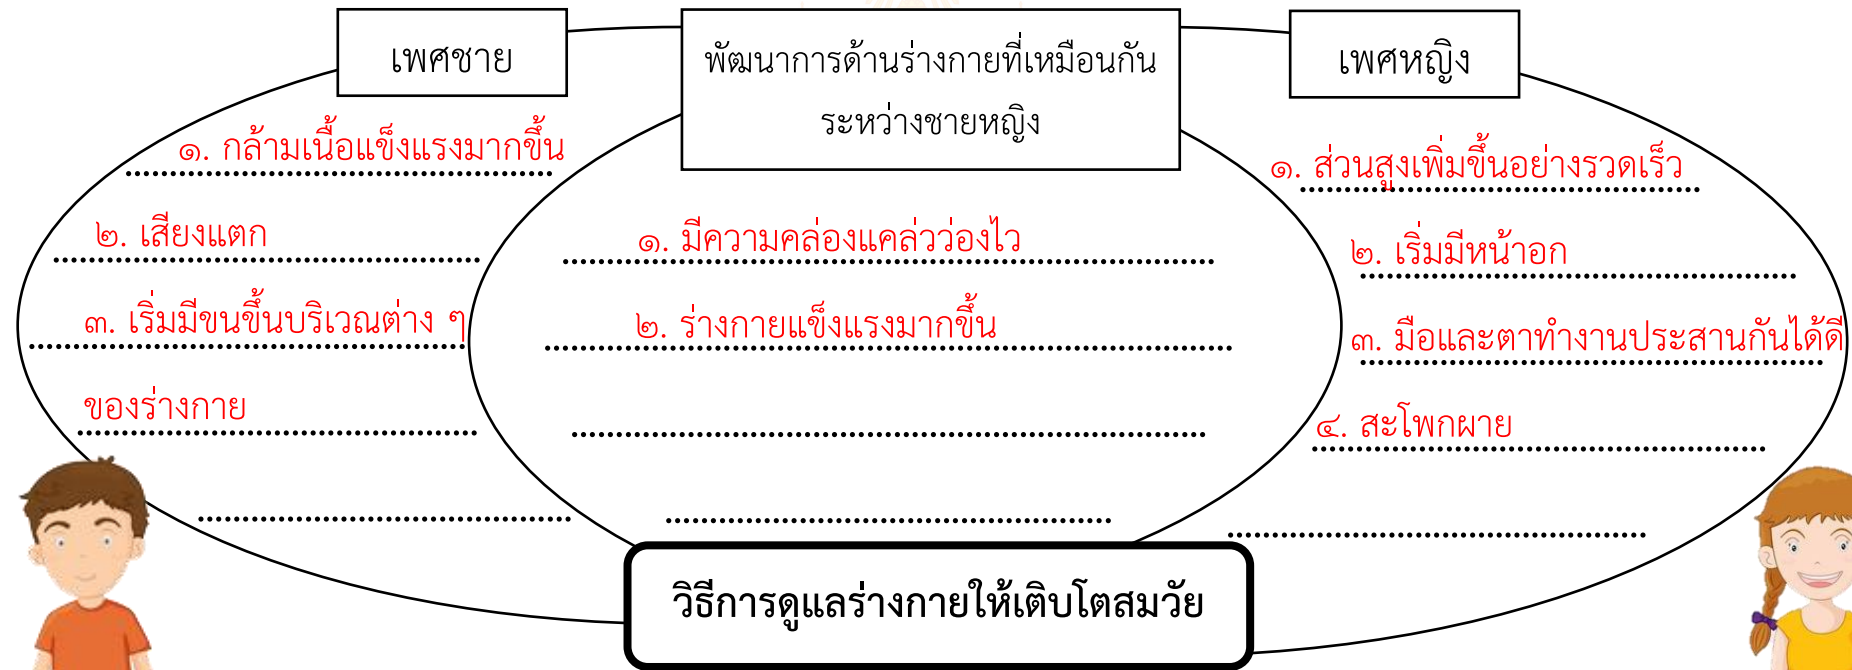 เพศชาย
๑. กล้ามเนื้อแข็งแรงมากขึ้น
๒. เสียงแตก
๓. เริ่มมีขนขึ้นบริเวณต่าง ๆ
ของร่างกาย
พัฒนาการด้านร่างกายที่เหมือนกัน
ระหว่างชายหญิง
๑. มีความคล่องแคล่วว่องไว
๒. ร่างกายแข็งแรงมากขึ้น
เพศหญิง
๑. ส่วนสูงเพิ่มขึ้นอย่างรวดเร็ว
๒. เริ่มมีหน้าอก
๓. มือและตาทำงานประสานกันได้ดี
๔. สะโพกผาย
วิธีการดูแลร่างกายให้เติบโตสมวัย